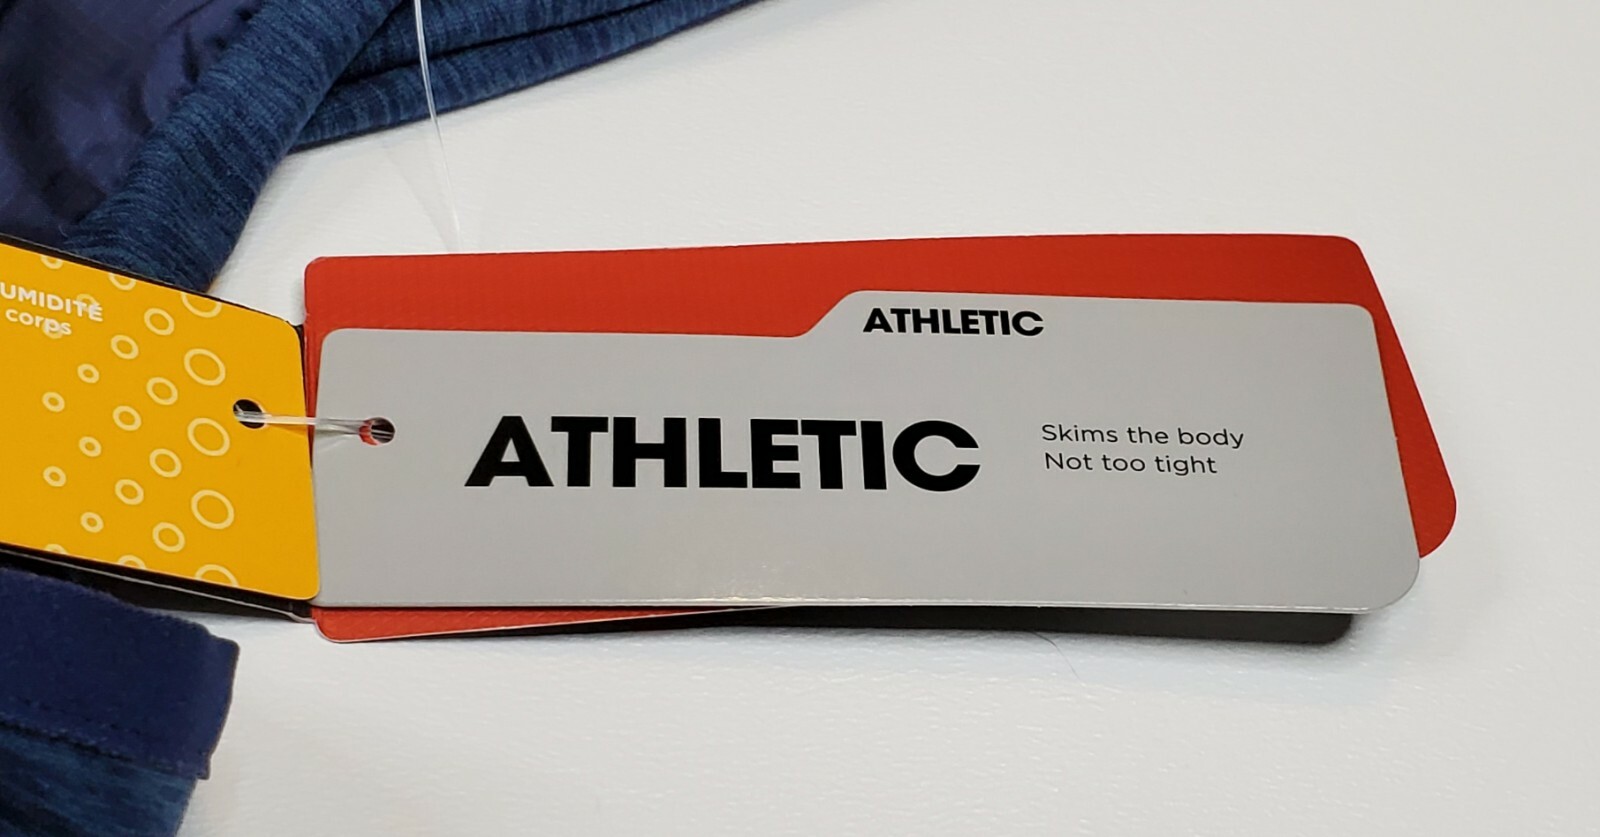 UMIDITÉ
corps
ATHLETIC
ATHLETIC
Skims the body
Not too tight